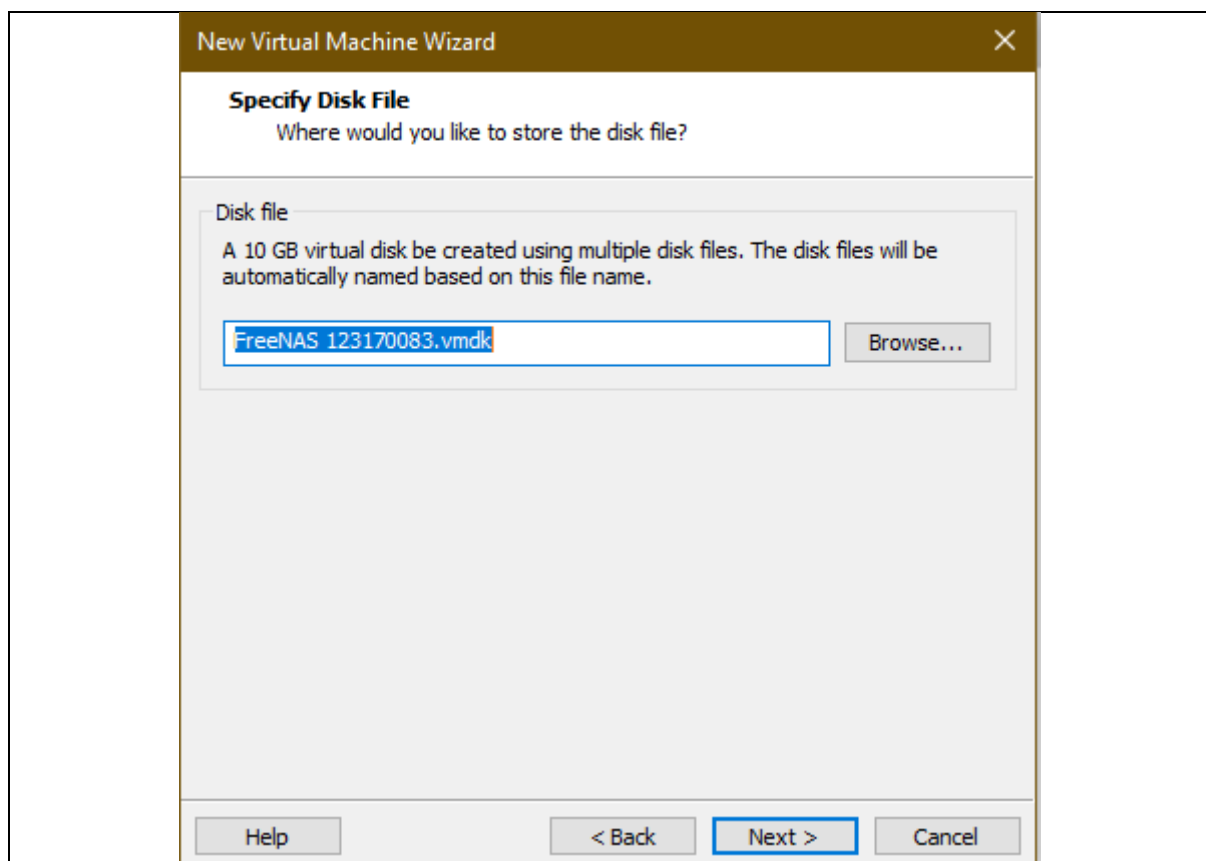 New Virtual Machine Wizard
Specify Disk File
Where would you like to store the disk file?
Disk file
A 10 GB virtual disk be created using multiple disk files. The disk files will be
automatically named based on this file name.
FreeNAS 123170083.vmdk
Browse...
Help
< Back
Next >
Cancel